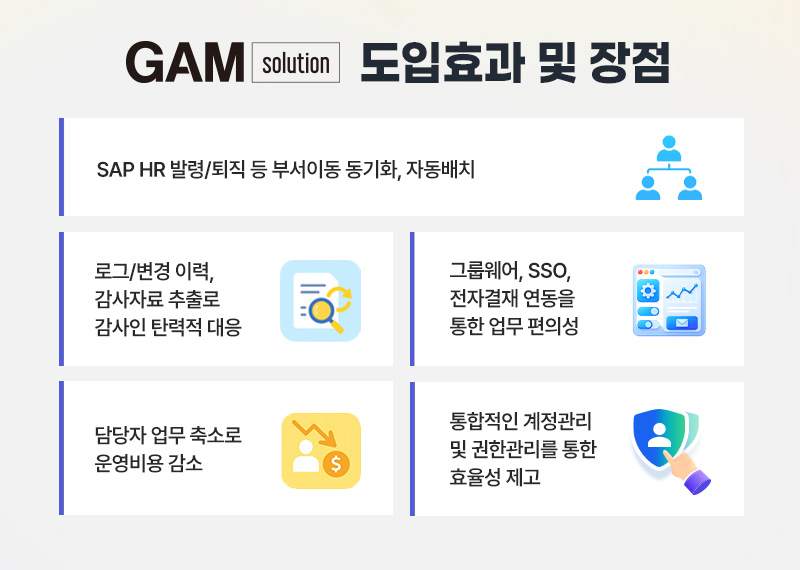 GAM solution 도입효과 및 장점
SAP HR 발령/퇴직 등 부서이동 동기화, 자동배치
로그/변경 이력,
감사자료 추출로
감사인 탄력적 대응
그룹웨어, SSO,
전자결재 연동을
통한 업무 편의성
담당자 업무 축소로
운영비용 감소
$
통합적인 계정관리
및 권한관리를 통한
효율성 제고